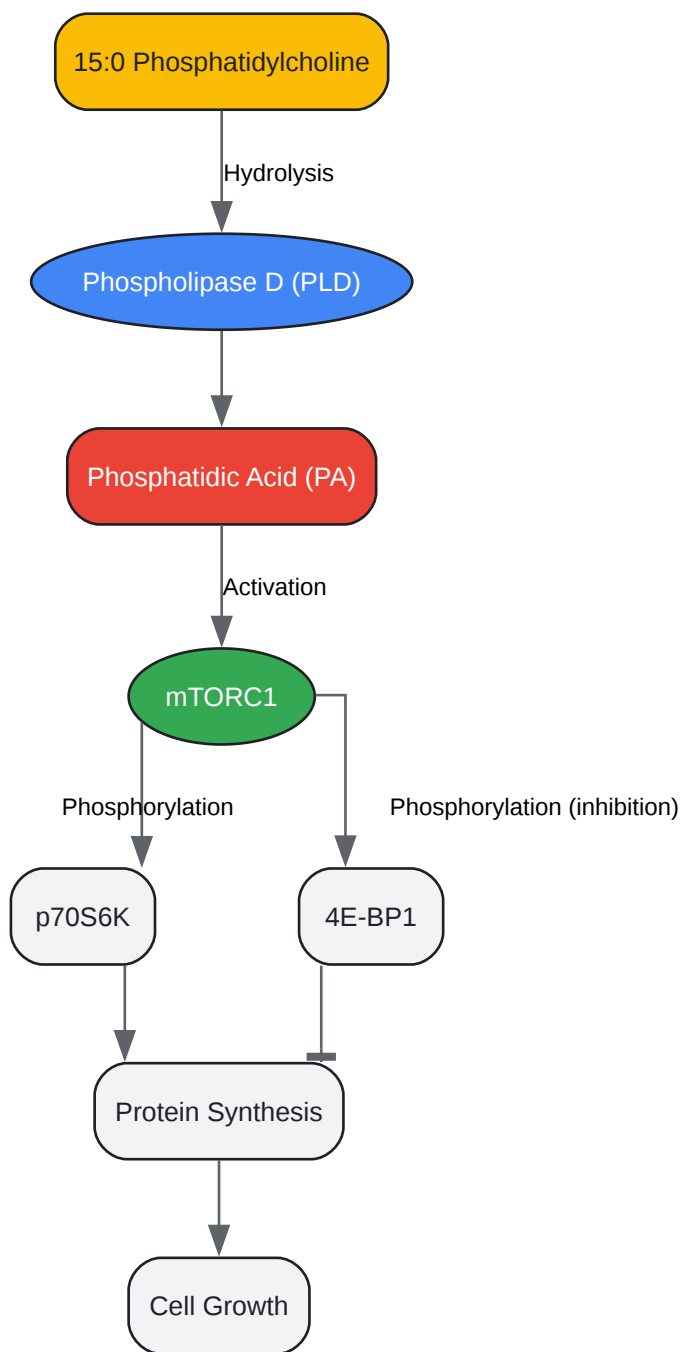 15:0 Phosphatidylcholine
Hydrolysis
Phospholipase D (PLD)
Phosphatidic Acid (PA)
Activation
mTORC1
Phosphorylation
Phosphorylation (inhibition)
p70S6K
4E-BP1
Protein Synthesis
Cell Growth